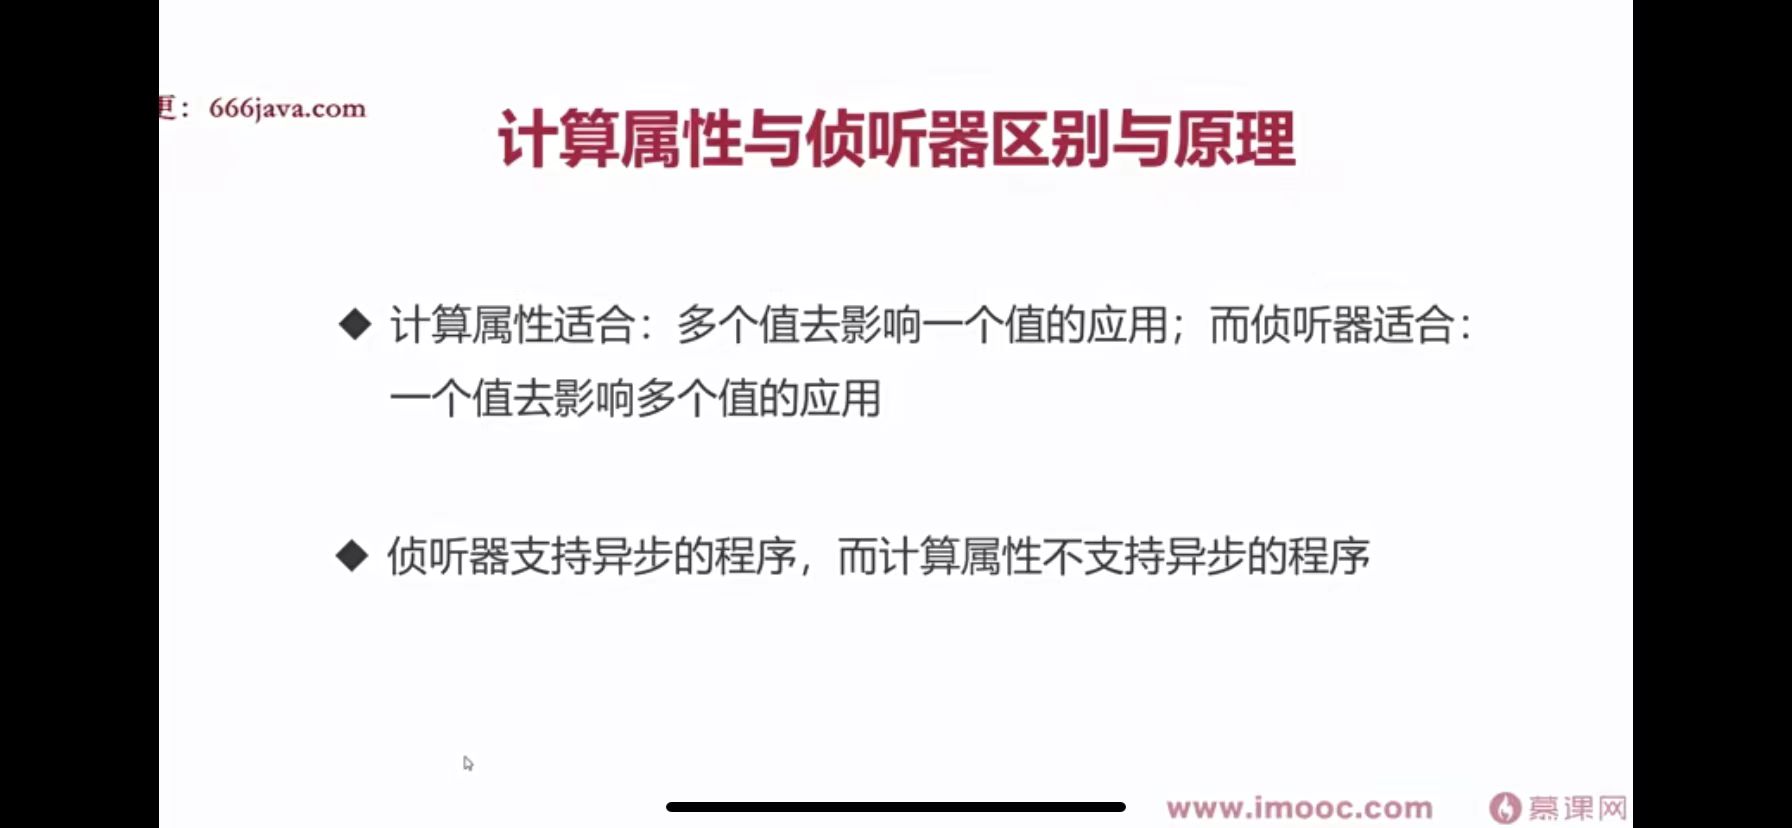 更：666java.com
计算属性与侦听器区别与原理
◆ 计算属性适合：多个值去影响一个值的应用；而侦听器适合：
一个值去影响多个值的应用
◆ 侦听器支持异步的程序，而计算属性不支持异步的程序
www.imooc.com 慕课网